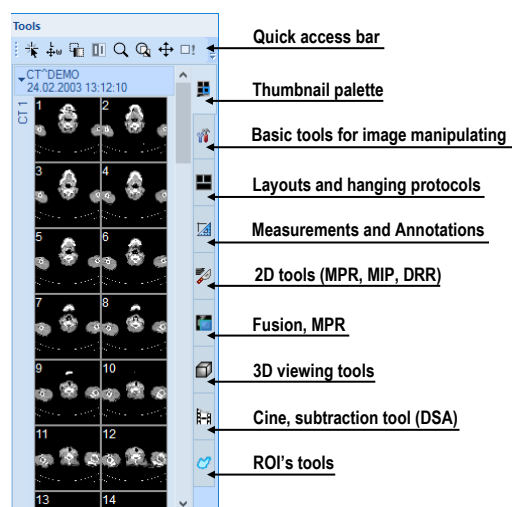 Tools
Quick access bar
CT^DEMO
24.02.2003 13:12:10
Thumbnail palette
CT 1
1 2
Basic tools for image manipulating
3 4
Layouts and hanging protocols
Measurements and Annotations
5 6
2D tools (MPR, MIP, DRR)
7 8
Fusion, MPR
9 10
3D viewing tools
Cine, subtraction tool (DSA)
11 12
ROI's tools
13 14